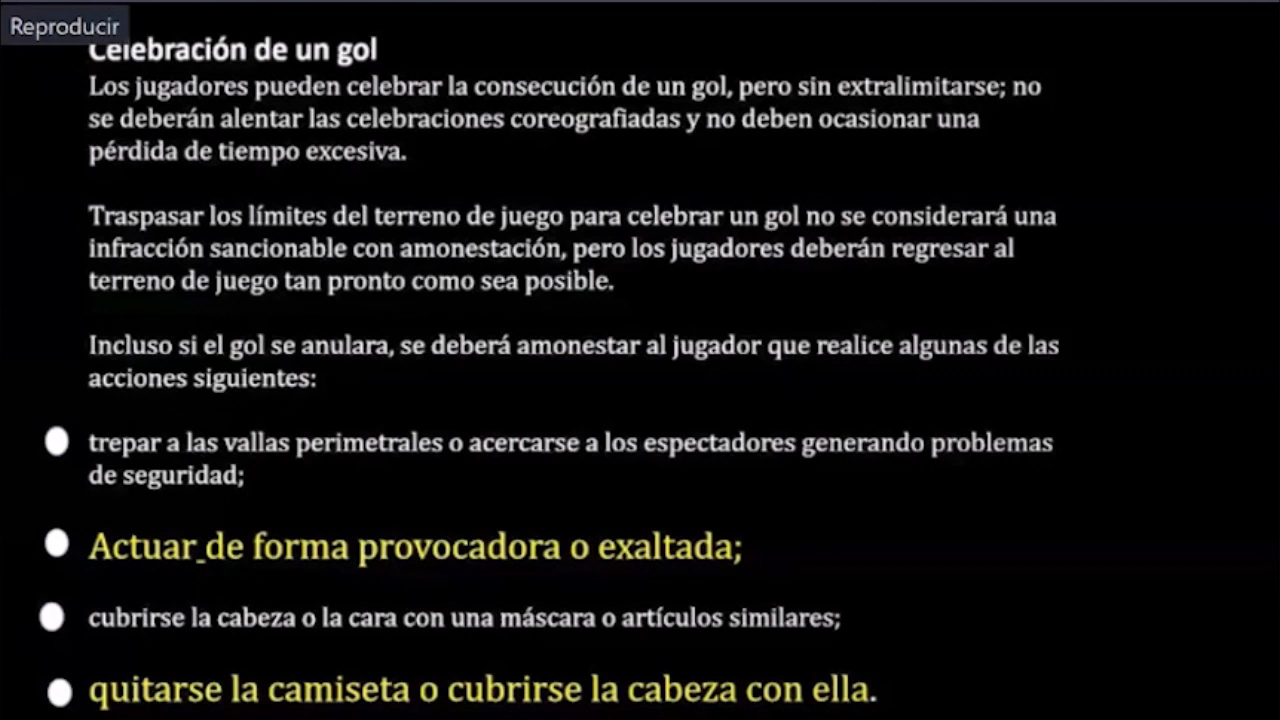 Reproducir
Celebración de un gol
Los jugadores pueden celebrar la consecución de un gol, pero sin extralimitarse; no
se deberán alentar las celebraciones coreografiadas y no deben ocasionar una
pérdida de tiempo excesiva.
Traspasar los límites del terreno de juego para celebrar un gol no se considerará una
infracción sancionable con amonestación, pero los jugadores deberán regresar al
terreno de juego tan pronto como sea posible.
Incluso si el gol se anulara, se deberá amonestar al jugador que realice algunas de las
acciones siguientes:
trepar a las vallas perimetrales o acercarse a los espectadores generando problemas
de seguridad;
Actuar_de forma provocadora o exaltada;
cubrirse la cabeza o la cara con una máscara o artículos similares;
quitarse la camiseta o cubrirse la cabeza con ella.